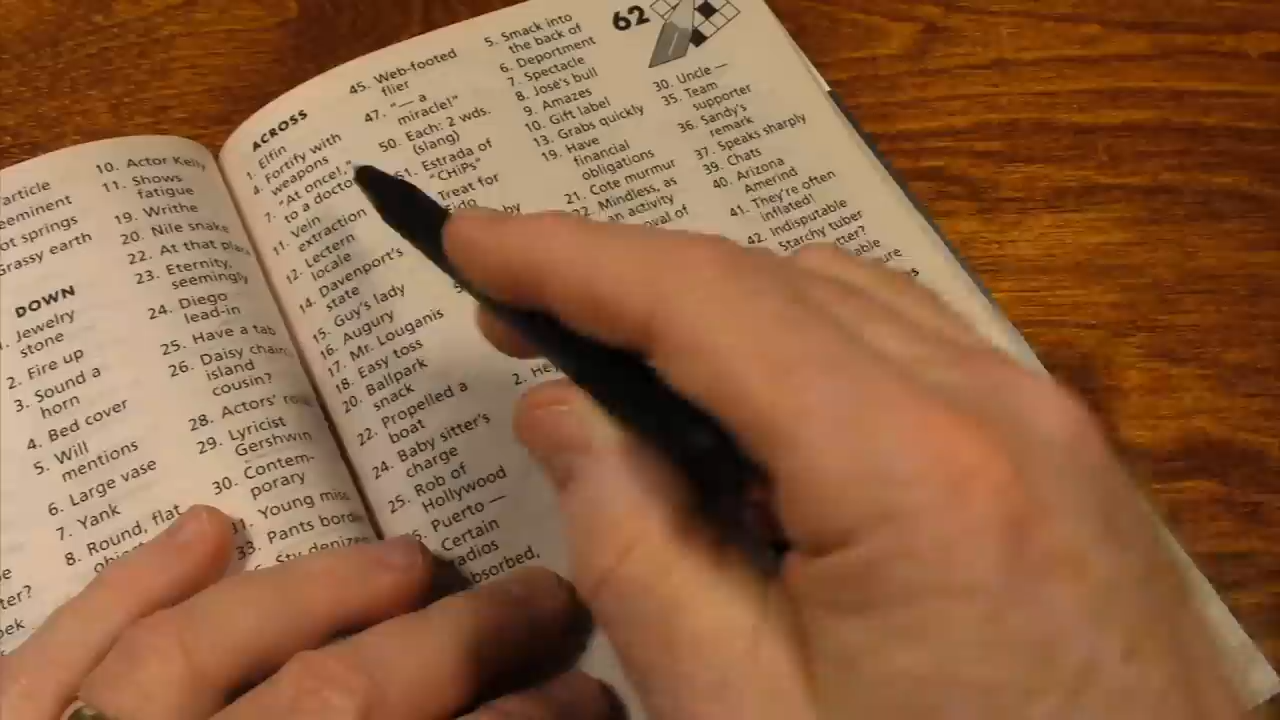 article
eeminent
ot springs
Grassy earth
DOWN
Jewelry
stone
2. Fire up
3. Sound a
horn
4. Bed cover
5. Will
mentions
6. Large vase
7. Yank
8. Round, flat
10. Actor Kelly
11. Shows
fatigue
19. Writhe
20. Nile snake
22. At that place
23. Eternity,
seemingly
24. Diego
lead-in
25. Have a tab
26. Daisy chain
island
cousin?
28. Actors'
29. Lyricist
Gershwin
30. Contem-
porary
31. Young miss
33. Pants
ACROSS
1. Elfin
4. Fortify with
weapons
7. "At once!,"
to a doctor
11. Vein
extraction
12. Lectern
locale
14. Davenport's
state
15. Guy's lady
16. Augury
17. Mr. Louganis
18. Easy toss
20. Ballpark
snack
22. Propelled a
boat
24. Baby sitter's
charge
25. Rob of
Hollywood
Puerto —
Certain
absorbed,
45. Web-footed
flier
47. "— a
miracle!"
50. Each: 2 wds.
(slang)
51. Estrada of
"CHiPs"
Treat for
by
2.
5. Smack into
the back of
6. Deportment
7. Spectacle
8. José's bull
9. Amazes
10. Gift label
13. Grabs quickly
19. Have
financial
obligations
21. Cote murmur
22. Mindless, as
an activity
62
30. Uncle —
35. Team
supporter
36. Sandy's
remark
37. Speaks sharply
39. Chats
40. Arizona
Amerind
41. They're often
inflated!
42. Indisputable
Starchy tuber